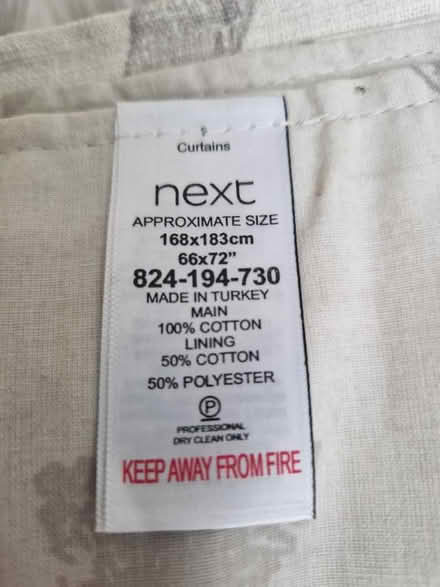 Curtains
next
APPROXIMATE SIZE
168x183cm
66x72"
824-194-730
MADE IN TURKEY
MAIN
100% COTTON
LINING
50% COTTON
50% POLYESTER
P
PROFESSIONAL
DRY CLEAN ONLY
KEEP AWAY FROM FIRE